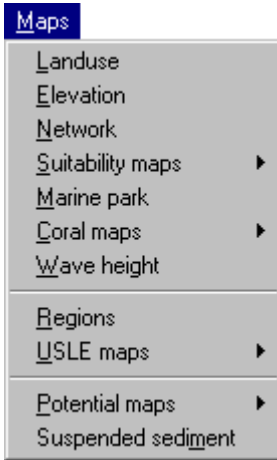 Maps
Landuse
Elevation
Network
Suitability maps
Marine park
Coral maps
Wave height
Regions
USLE maps
Potential maps
Suspended sediment